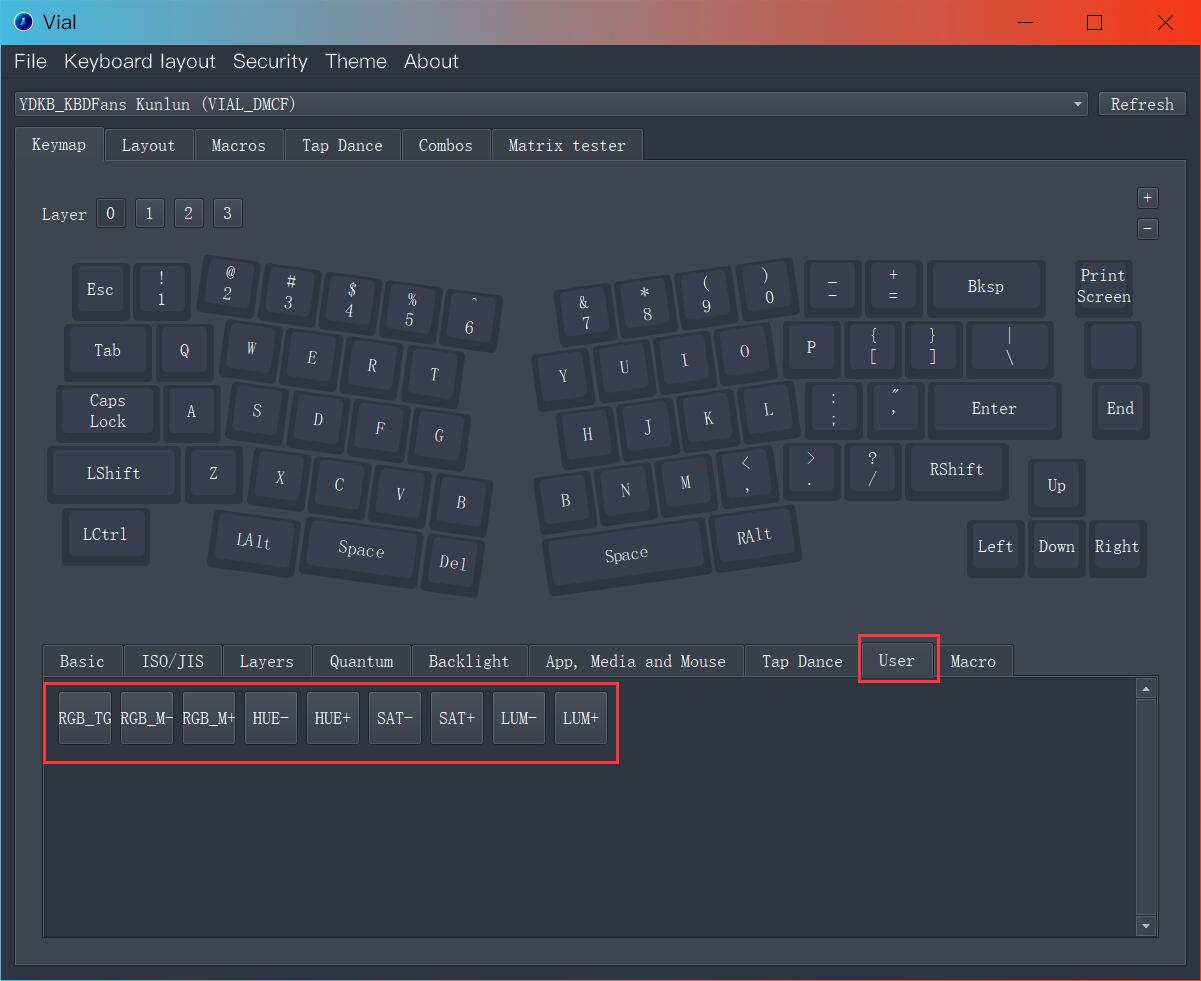 Vial
File Keyboard layout Security Theme About
YDKB_KBDFans Kunlun (VIAL_DMCF) Refresh
Keymap Layout Macros Tap Dance Combos Matrix tester
+
Layer 0 1 2 3
-
Esc ! 1 @ 2 # 3 $ 4 % 5 ^ 6 & 7 * 8 ( 9 ) 0 _ - + = Bksp Print Screen
Tab Q W E R T Y U I O P { [ } ] | \
Caps Lock A S D F G H J K L : ; " ' Enter End
LShift Z X C V B B N M < , > . ? / RShift Up
LCtrl LAlt Space Del Space RAlt Left Down Right
Basic ISO/JIS Layers Quantum Backlight App, Media and Mouse Tap Dance User Macro
RGB_TG RGB_M- RGB_M+ HUE- HUE+ SAT- SAT+ LUM- LUM+